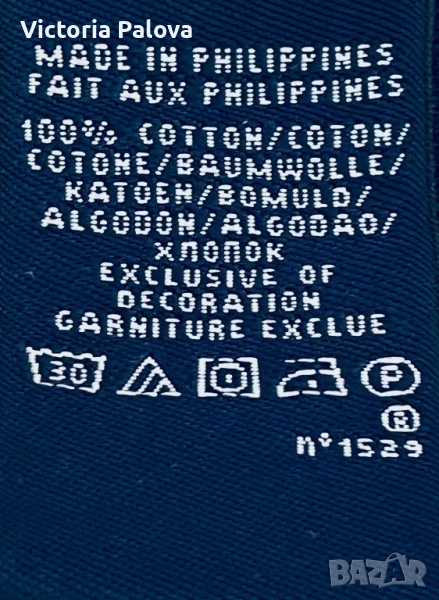 Victoria Palova
MADE IN PHILIPPINES
FAIT AUX PHILIPPINES
100% COTTON/COTON/
COTONE/BAUMWOLLE/
KATOEN/BOMULD/
ALGODON/ALGODAO/
ХЛОПОК
EXCLUSIVE OF
DECORATION
GARNITURE EXCLUE
30 P
®
nº1529
BAZAR